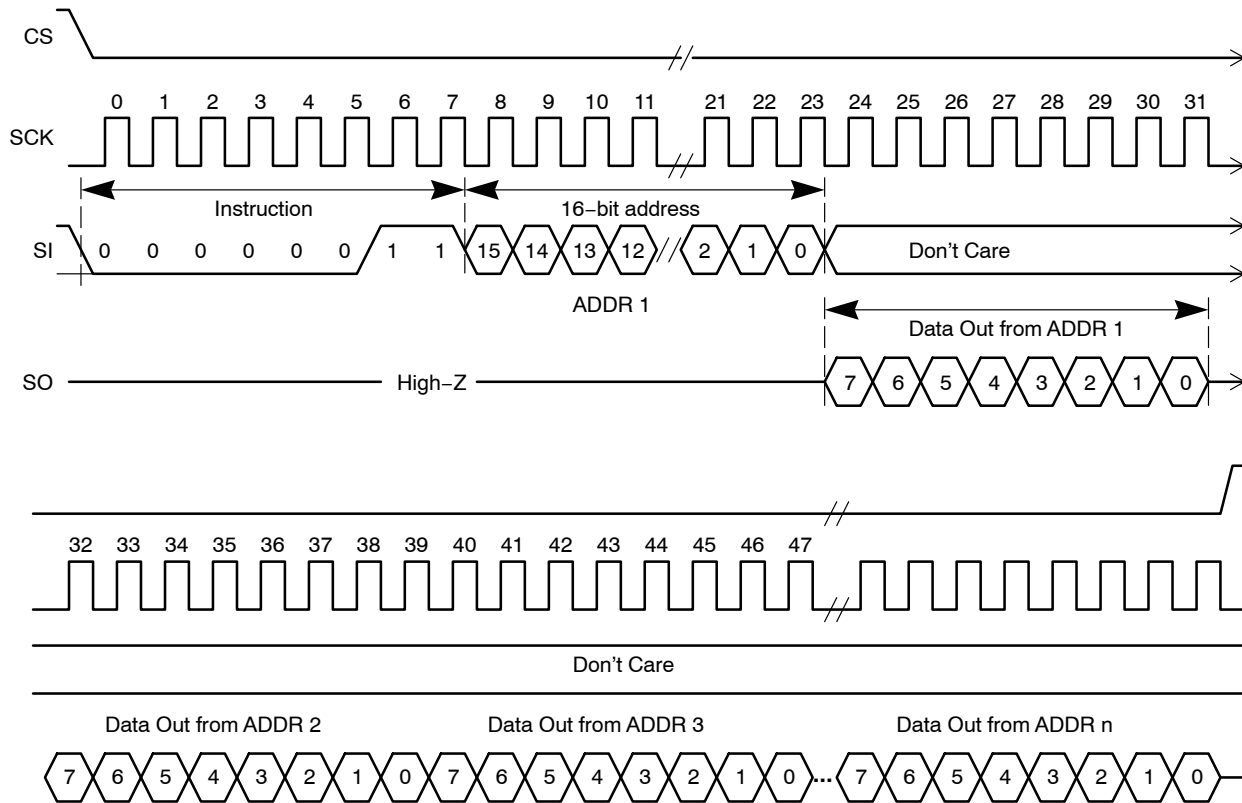 CS
0 1 2 3 4 5 6 7 8 9 10 11 21 22 23 24 25 26 27 28 29 30 31
SCK
Instruction 16−bit address
SI 0 0 0 0 0 0 1 1 15 14 13 12 2 1 0 Don't Care
ADDR 1
Data Out from ADDR 1
SO High−Z 7 6 5 4 3 2 1 0
32 33 34 35 36 37 38 39 40 41 42 43 44 45 46 47
Don't Care
Data Out from ADDR 2 Data Out from ADDR 3 Data Out from ADDR n
7 6 5 4 3 2 1 0 7 6 5 4 3 2 1 0 ... 7 6 5 4 3 2 1 0